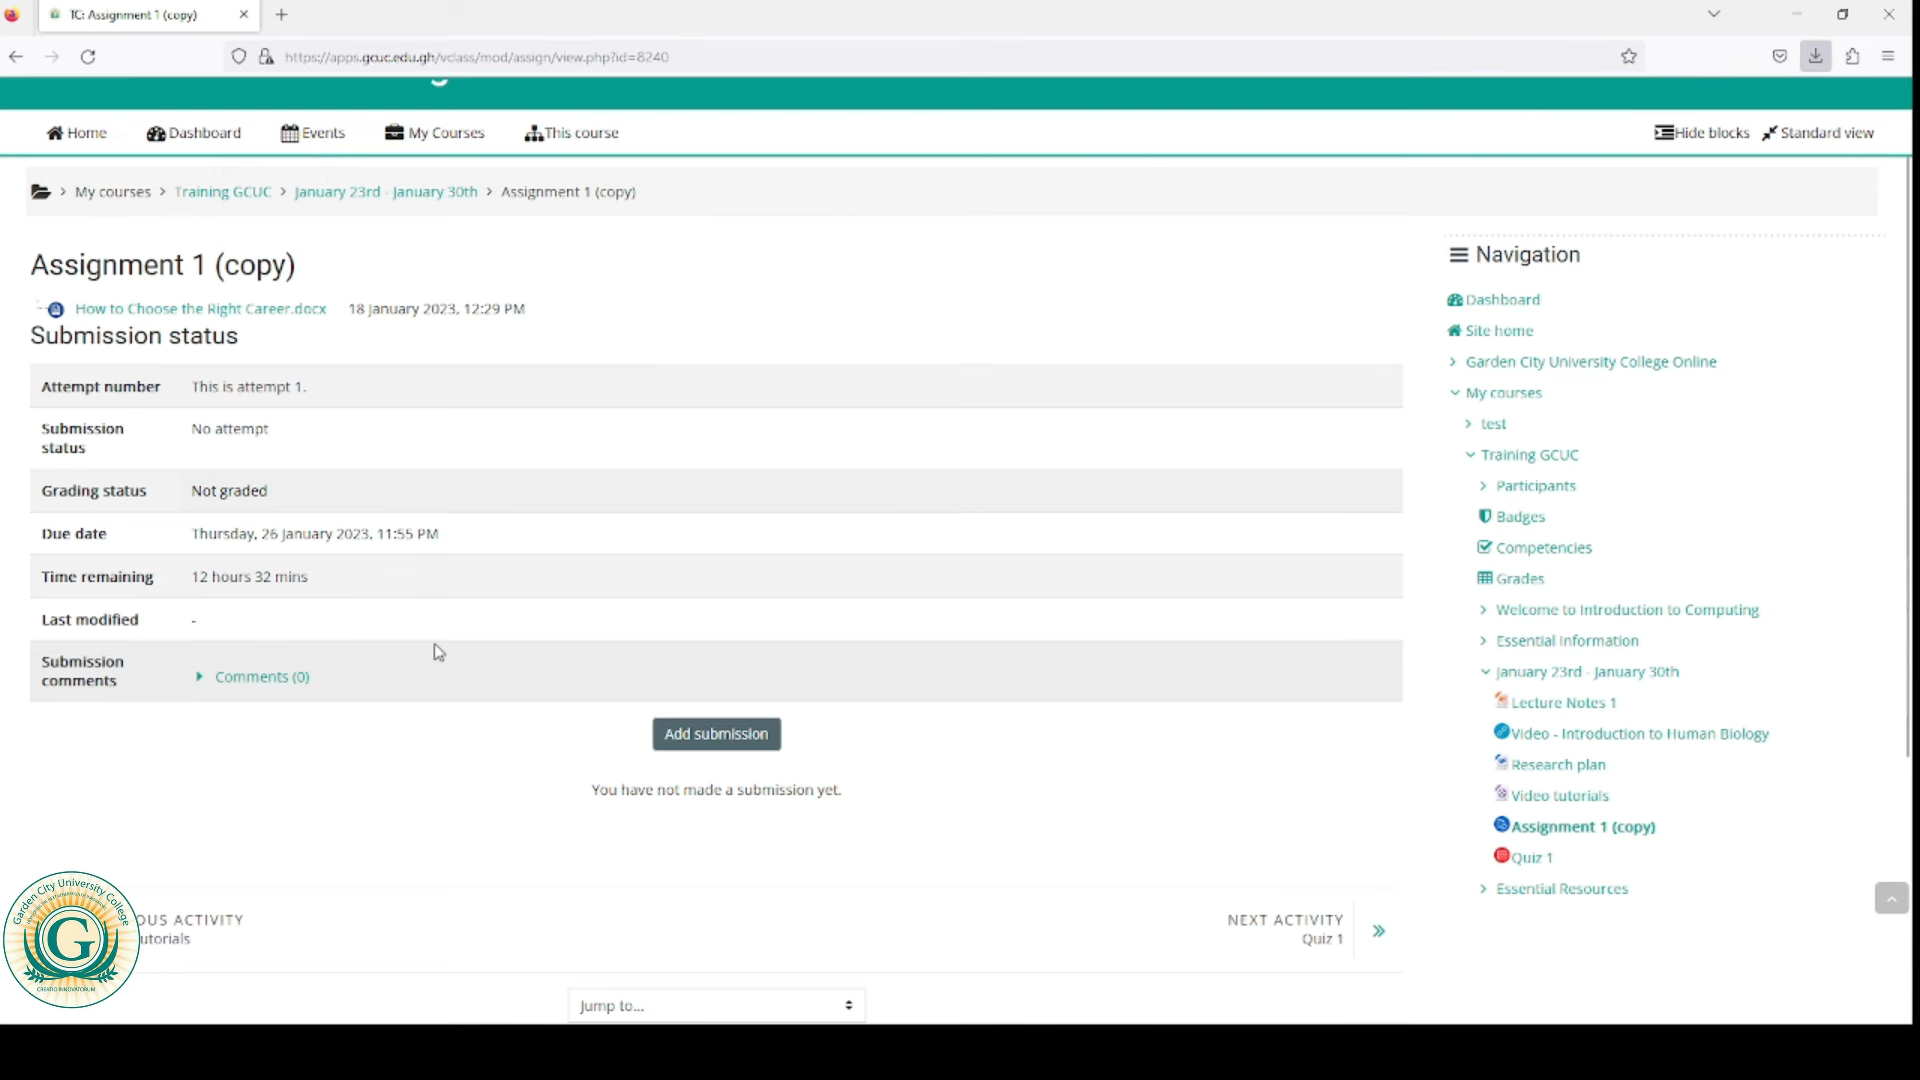 TC: Assignment 1 (copy)
https://apps.gcuc.edu.gh/vclass/mod/assign/view.php?id=8240
Home Dashboard Events My Courses This course Hide blocks Standard view
My courses > Training GCUC > January 23rd - January 30th > Assignment 1 (copy)
Assignment 1 (copy)
How to Choose the Right Career.docx 18 January 2023, 12:29 PM
Submission status
Attempt number This is attempt 1.
Submission status No attempt
Grading status Not graded
Due date Thursday, 26 January 2023, 11:55 PM
Time remaining 12 hours 32 mins
Last modified -
Submission comments Comments (0)
Add submission
You have not made a submission yet.
OUS ACTIVITY
utorials
NEXT ACTIVITY
Quiz 1
Jump to...
Navigation
Dashboard
Site home
Garden City University College Online
My courses
test
Training GCUC
Participants
Badges
Competencies
Grades
Welcome to Introduction to Computing
Essential Information
January 23rd - January 30th
Lecture Notes 1
Video - Introduction to Human Biology
Research plan
Video tutorials
Assignment 1 (copy)
Quiz 1
Essential Resources
Garden City University College
G
CREATIO INNOVATORUM